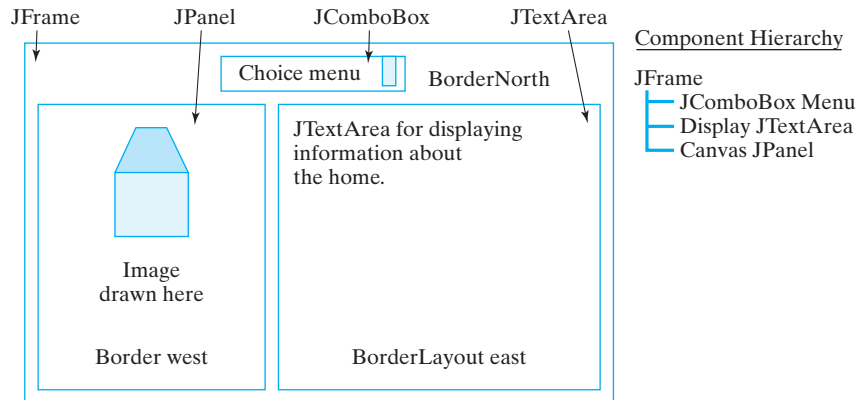 JFrame
JPanel
JComboBox
JTextArea
Choice menu
BorderNorth
JTextArea for displaying
information about
the home.
Image
drawn here
Border west
BorderLayout east
Component Hierarchy
JFrame
JComboBox Menu
Display JTextArea
Canvas JPanel